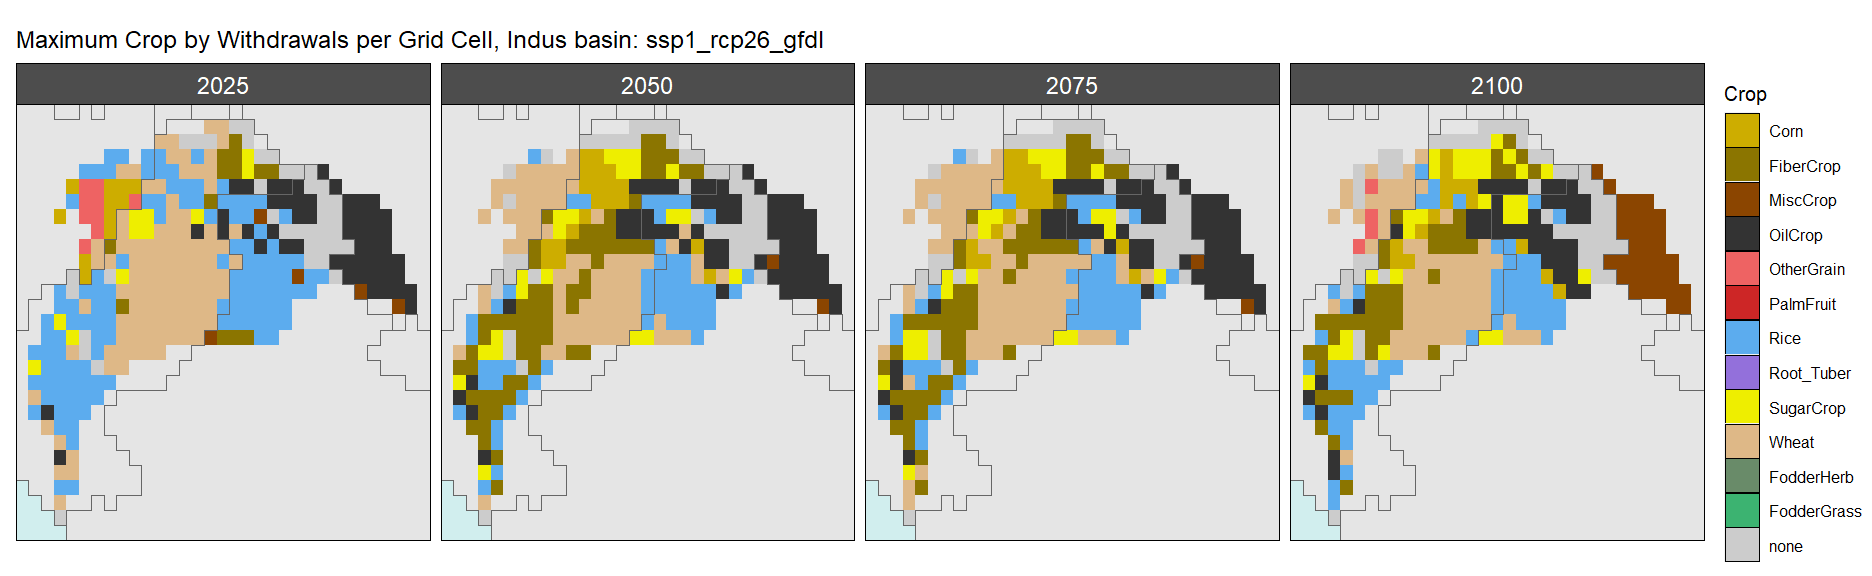 Maximum Crop by Withdrawals per Grid Cell, Indus basin: ssp1_rcp26_gfdl
2025
2050
2075
2100
Crop
Corn
FiberCrop
MiscCrop
OilCrop
OtherGrain
PalmFruit
Rice
Root_Tuber
SugarCrop
Wheat
FodderHerb
FodderGrass
none